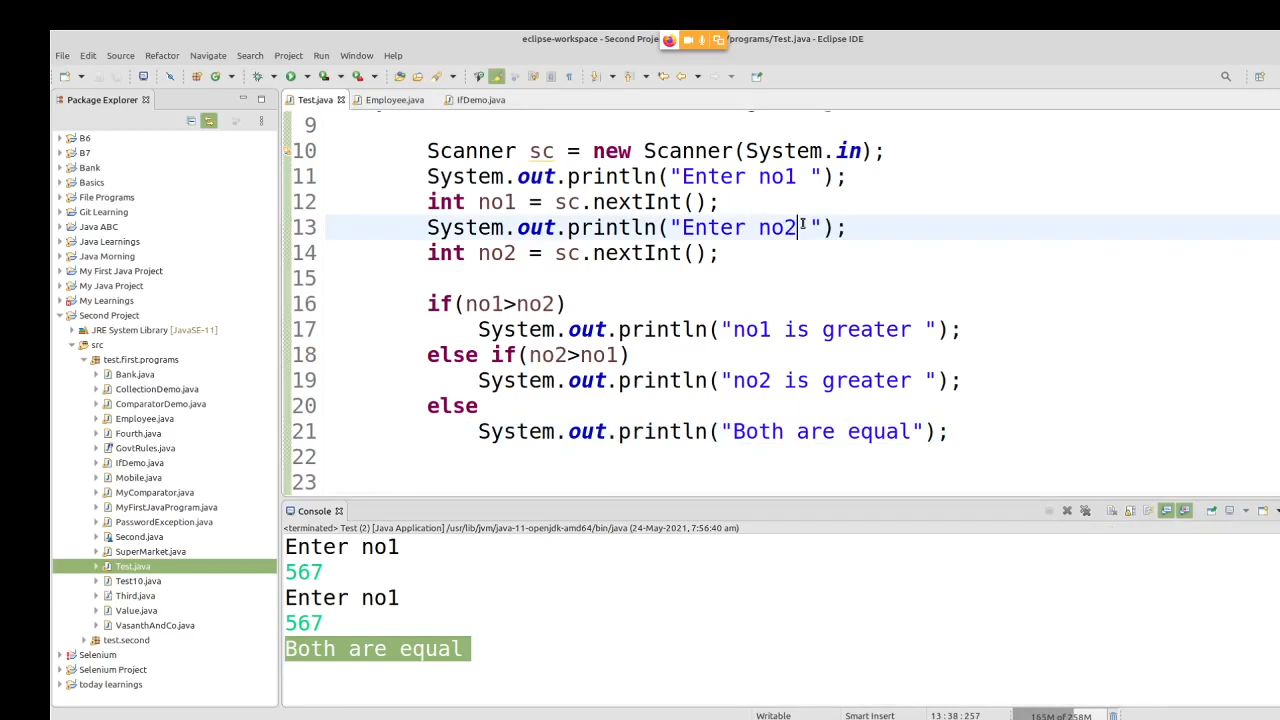 eclipse-workspace - Second Proje /programs/Test.java - Eclipse IDE
File Edit Source Refactor Navigate Search Project Run Window Help
Package Explorer
Test.java Employee.java IfDemo.java
B6
B7
Bank
Basics
File Programs
Git Learning
Java ABC
Java Learnings
Java Morning
My First Java Project
My Java Project
My Learnings
Second Project
JRE System Library [JavaSE-11]
src
test.first.programs
Bank.java
CollectionDemo.java
ComparatorDemo.java
Employee.java
Fourth.java
GovtRules.java
IfDemo.java
Mobile.java
MyComparator.java
MyFirstJavaProgram.java
PasswordException.java
Second.java
SuperMarket.java
Test.java
Test10.java
Third.java
Value.java
VasanthAndCo.java
test.second
Selenium
Selenium Project
today learnings
9
10 Scanner sc = new Scanner(System.in);
11 System.out.println("Enter no1 ");
12 int no1 = sc.nextInt();
13 System.out.println("Enter no2 ");
14 int no2 = sc.nextInt();
15
16 if(no1>no2)
17 System.out.println("no1 is greater ");
18 else if(no2>no1)
19 System.out.println("no2 is greater ");
20 else
21 System.out.println("Both are equal");
22
23
Console
<terminated> Test (2) [Java Application] /usr/lib/jvm/java-11-openjdk-amd64/bin/java (24-May-2021, 7:56:40 am)
Enter no1
567
Enter no1
567
Both are equal
Writable Smart Insert 13 : 38 : 257 165M of 258M